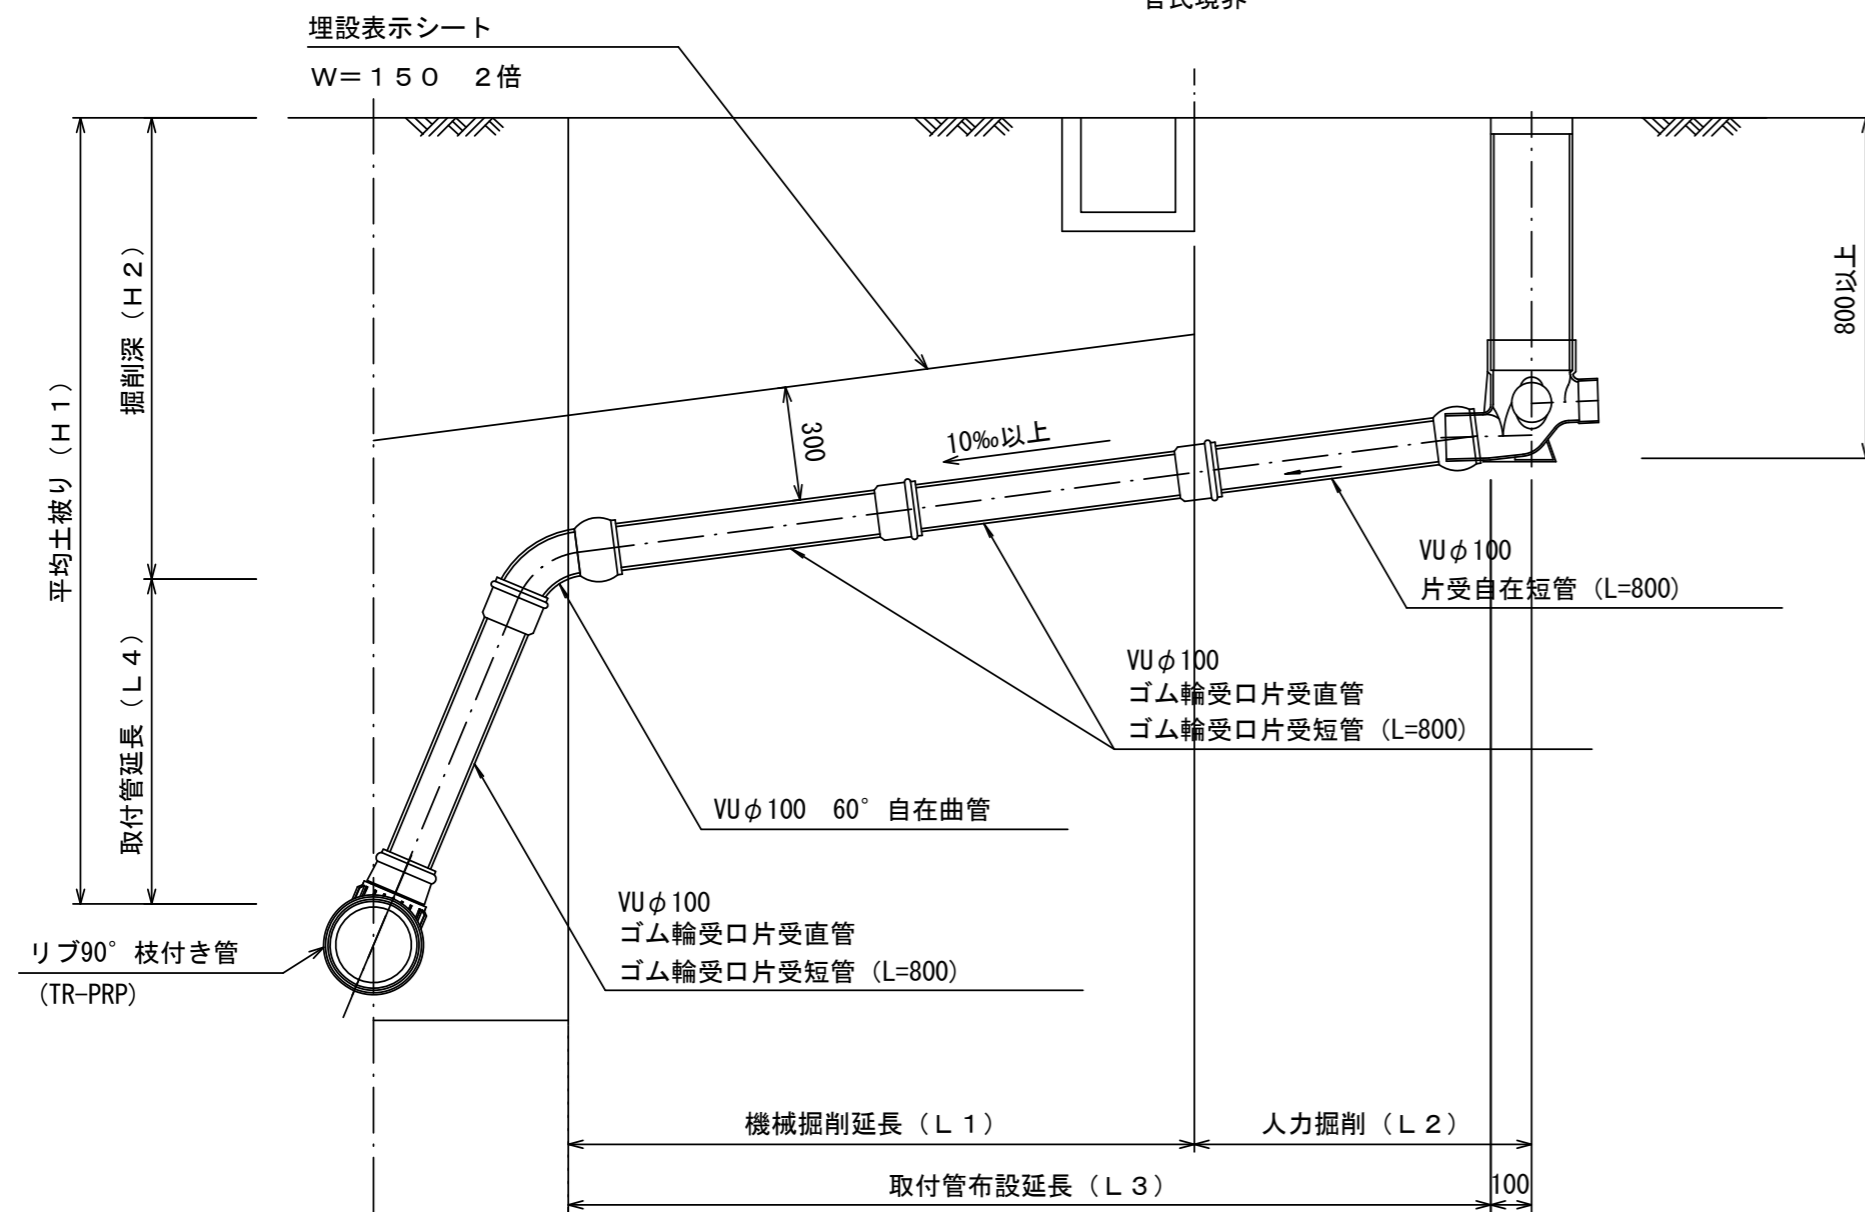 官民境界
埋設表示シート
W=150　2倍
平均土被り(H1)
掘削深(H2)
取付管延長(L4)
300
10‰以上
800以上
VUφ100
片受自在短管 (L=800)
VUφ100
ゴム輪受口片受直管
ゴム輪受口片受短管 (L=800)
VUφ100　60°自在曲管
VUφ100
ゴム輪受口片受直管
ゴム輪受口片受短管 (L=800)
リブ90°枝付き管
(TR-PRP)
機械掘削延長(L1)
人力掘削(L2)
取付管布設延長(L3)
100